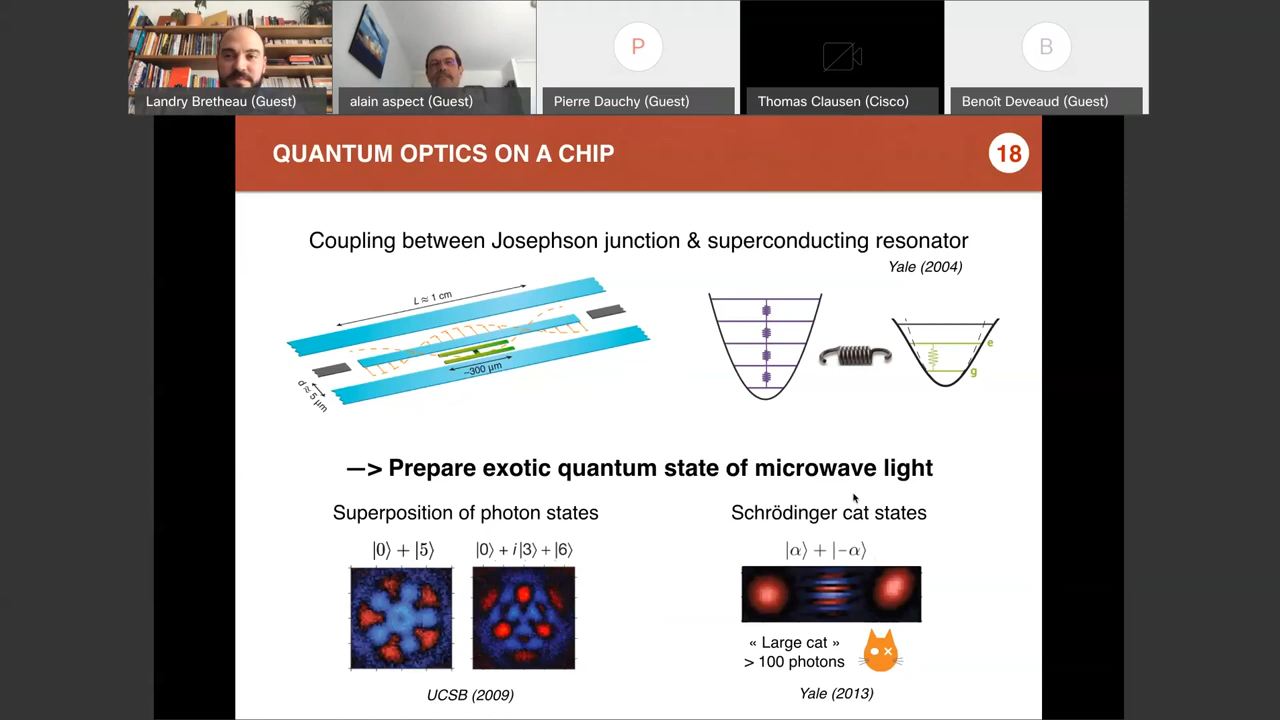 P
B
Landry Bretheau (Guest)
alain aspect (Guest)
Pierre Dauchy (Guest)
Thomas Clausen (Cisco)
Benoît Deveaud (Guest)
QUANTUM OPTICS ON A CHIP
18
Coupling between Josephson junction & superconducting resonator
Yale (2004)
L ≈ 1 cm
~300 µm
d ≈ 5 µm
e
g
—> Prepare exotic quantum state of microwave light
Superposition of photon states
Schrödinger cat states
|0⟩ + |5⟩
|0⟩ + i|3⟩ + |6⟩
|α⟩ + |-α⟩
« Large cat »
> 100 photons
UCSB (2009)
Yale (2013)